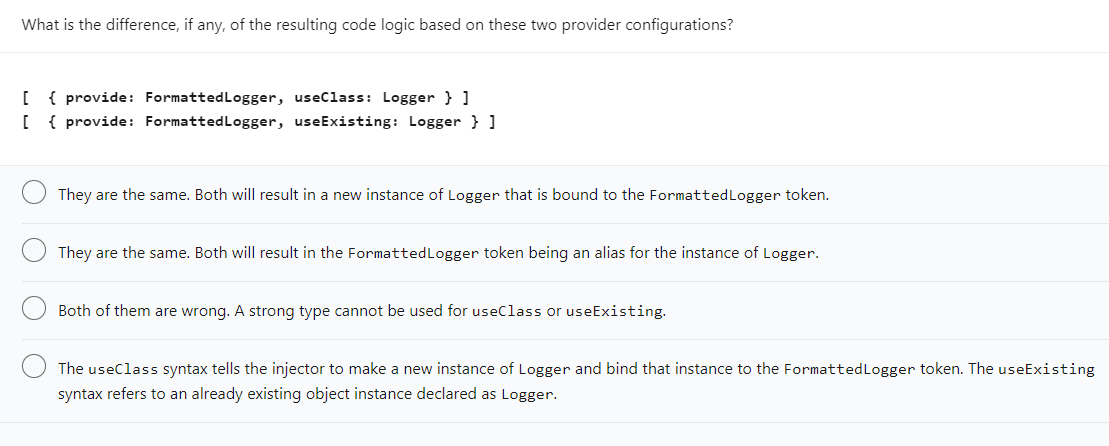 What is the difference, if any, of the resulting code logic based on these two provider configurations?
[  { provide: FormattedLogger, useClass: Logger } ]
[  { provide: FormattedLogger, useExisting: Logger } ]
They are the same. Both will result in a new instance of Logger that is bound to the FormattedLogger token.
They are the same. Both will result in the FormattedLogger token being an alias for the instance of Logger.
Both of them are wrong. A strong type cannot be used for useClass or useExisting.
The useClass syntax tells the injector to make a new instance of Logger and bind that instance to the FormattedLogger token. The useExisting
syntax refers to an already existing object instance declared as Logger.